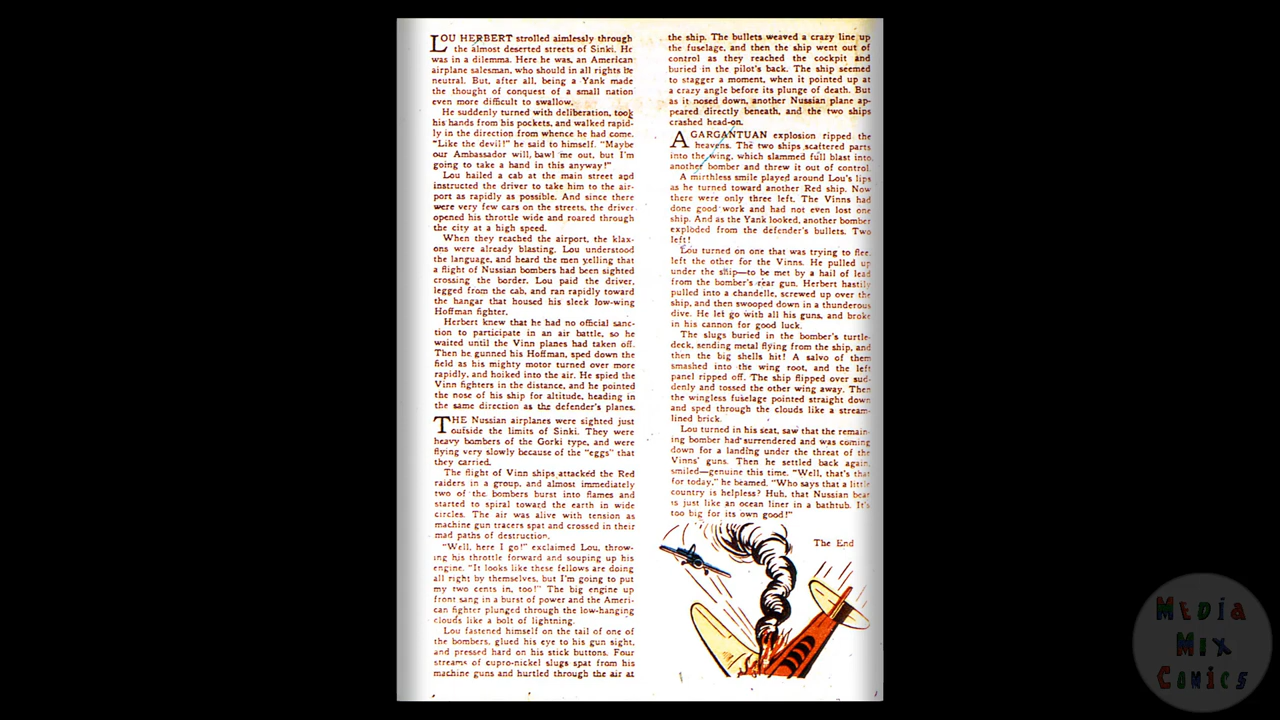 LOU HERBERT strolled aimlessly through
the almost deserted streets of Sinki. He
was in a dilemma. Here he was, an American
airplane salesman, who should in all rights be
neutral. But, after all, being a Yank made
the thought of conquest of a small nation
even more difficult to swallow.
He suddenly turned with deliberation, took
his hands from his pockets, and walked rapid-
ly in the direction from whence he had come.
"Like the devil!" he said to himself. "Maybe
our Ambassador will, bawl me out, but I'm
going to take a hand in this anyway!"
Lou hailed a cab at the main street and
instructed the driver to take him to the air-
port as rapidly as possible. And since there
were very few cars on the streets, the driver
opened his throttle wide and roared through
the city at a high speed.
When they reached the airport, the klax-
ons were already blasting. Lou understood
the language, and heard the men yelling that
a flight of Nussian bombers had been sighted
crossing the border. Lou paid the driver,
legged from the cab, and ran rapidly toward
the hangar that housed his sleek low-wing
Hoffman fighter.
Herbert knew that he had no official sanc-
tion to participate in an air battle, so he
waited until the Vinn planes had taken off.
Then he gunned his Hoffman, sped down the
field as his mighty motor turned over more
rapidly, and hoiked into the air. He spied the
Vinn fighters in the distance, and he pointed
the nose of his ship for altitude, heading in
the same direction as the defender's planes.
THE Nussian airplanes were sighted just
outside the limits of Sinki. They were
heavy bombers of the Gorki type, and were
flying very slowly because of the "eggs" that
they carried.
The flight of Vinn ships attacked the Red
raiders in a group, and almost immediately
two of the bombers burst into flames and
started to spiral toward the earth in wide
circles. The air was alive with tension as
machine gun tracers spat and crossed in their
mad paths of destruction.
"Well, here I go!" exclaimed Lou, throw-
ing his throttle forward and souping up his
engine. "It looks like these fellows are doing
all right by themselves, but I'm going to put
my two cents in, too!" The big engine up
front sang in a burst of power and the Ameri-
can fighter plunged through the low-hanging
clouds like a bolt of lightning.
Lou fastened himself on the tail of one of
the bombers, glued his eye to his gun sight,
and pressed hard on his stick buttons. Four
streams of cupro-nickel slugs spat from his
machine guns and hurtled through the air at
the ship. The bullets weaved a crazy line up
the fuselage, and then the ship went out of
control as they reached the cockpit and
buried in the pilot's back. The ship seemed
to stagger a moment, when it pointed up at
a crazy angle before its plunge of death. But
as it nosed down, another Nussian plane ap-
peared directly beneath, and the two ships
crashed head-on.
A GARGANTUAN explosion ripped the
heavens. The two ships scattered parts
into the wing, which slammed full blast into
another bomber and threw it out of control.
A mirthless smile played around Lou's lips
as he turned toward another Red ship. Now
there were only three left. The Vinns had
done good work and had not even lost one
ship. And as the Yank looked, another bomber
exploded from the defender's bullets. Two
left!
Lou turned on one that was trying to flee,
left the other for the Vinns. He pulled up
under the ship—to be met by a hail of lead
from the bomber's rear gun. Herbert hastily
pulled into a chandelle, screwed up over the
ship, and then swooped down in a thunderous
dive. He let go with all his guns, and broke
in his cannon for good luck.
The slugs buried in the bomber's turtle-
deck, sending metal flying from the ship, and
then the big shells hit! A salvo of them
smashed into the wing root, and the left
panel ripped off. The ship flipped over sud-
denly and tossed the other wing away. Then
the wingless fuselage pointed straight down
and sped through the clouds like a stream-
lined brick.
Lou turned in his seat, saw that the remain-
ing bomber had surrendered and was coming
down for a landing under the threat of the
Vinns' guns. Then he settled back again,
smiled—genuine this time. "Well, that's that
for today," he beamed. "Who says that a little
country is helpless? Huh, that Nussian bear
is just like an ocean liner in a bathtub. It's
too big for its own good!"
The End
MEDIA
MIX
COMICS